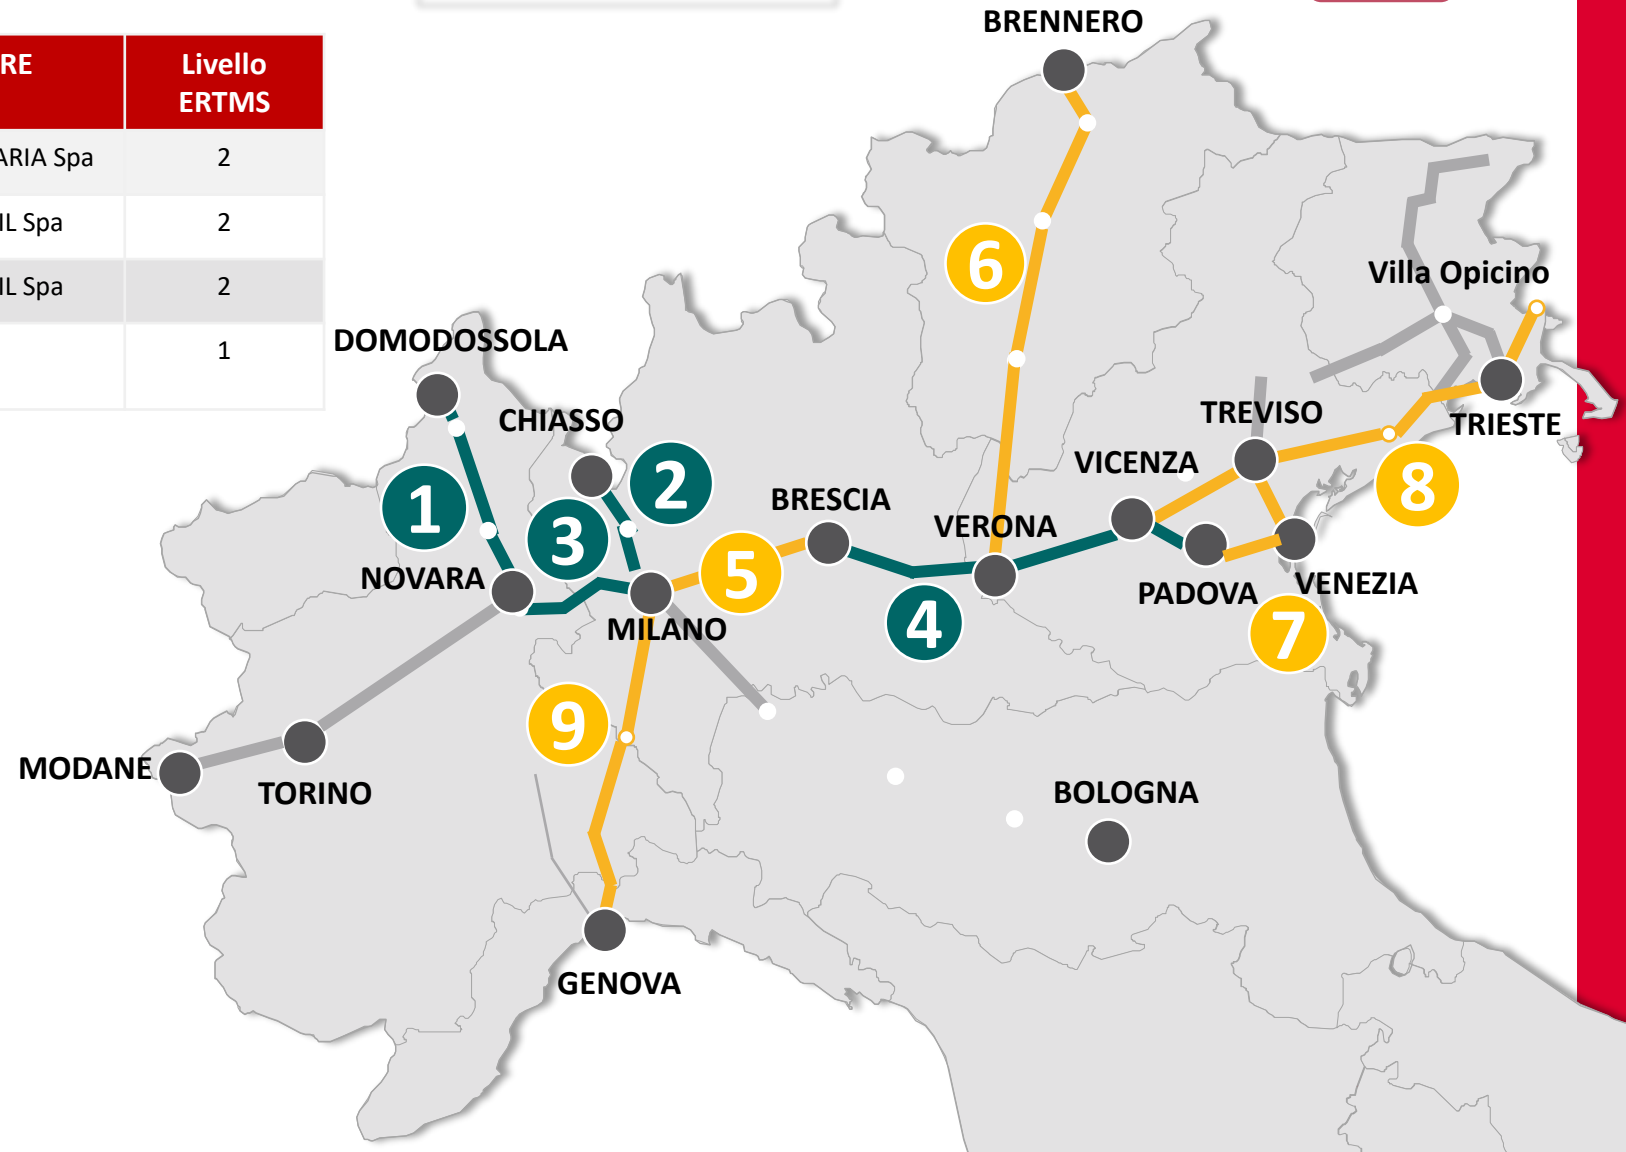 BRENNERO
RE
Livello
ERTMS
ARIA Spa
2
IL Spa
2
IL Spa
2
1
6
Villa Opicino
DOMODOSSOLA
CHIASSO
TREVISO
TRIESTE
VICENZA
1
2
3
BRESCIA
8
VERONA
NOVARA
5
PADOVA
VENEZIA
MILANO
4
7
9
MODANE
TORINO
BOLOGNA
GENOVA